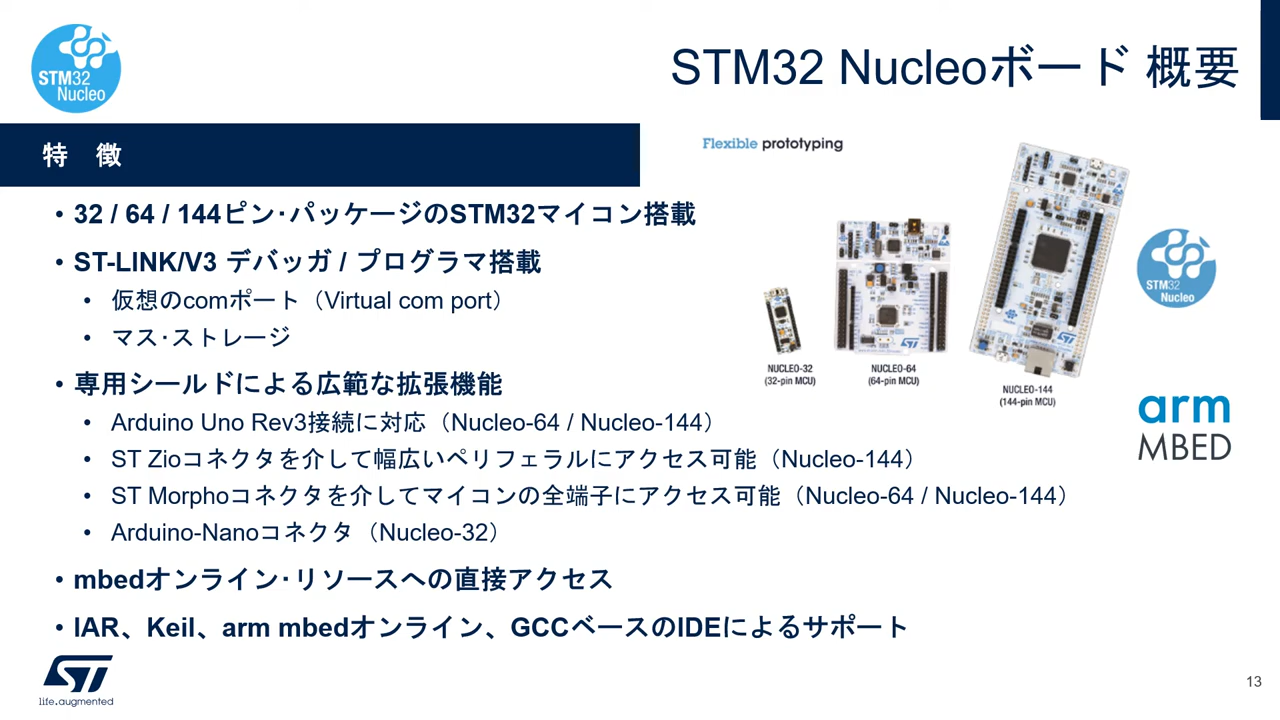 STM32
Nucleo
STM32 Nucleoボード 概要
特 徴
Flexible prototyping
• 32 / 64 / 144ピン･パッケージのSTM32マイコン搭載
• ST-LINK/V3 デバッガ / プログラマ搭載
• 仮想のcomポート（Virtual com port）
• マス･ストレージ
• 専用シールドによる広範な拡張機能
• Arduino Uno Rev3接続に対応（Nucleo-64 / Nucleo-144）
• ST Zioコネクタを介して幅広いペリフェラルにアクセス可能（Nucleo-144）
• ST Morphoコネクタを介してマイコンの全端子にアクセス可能（Nucleo-64 / Nucleo-144）
• Arduino-Nanoコネクタ（Nucleo-32）
• mbedオンライン･リソースへの直接アクセス
• IAR、Keil、arm mbedオンライン、GCCベースのIDEによるサポート
NUCLEO-32
(32-pin MCU)
NUCLEO-64
(64-pin MCU)
NUCLEO-144
(144-pin MCU)
STM32
Nucleo
arm
MBED
ST
life.augmented
13